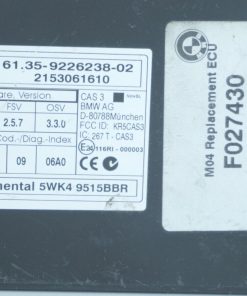 61.35-9226238-02
2153061610
are, Version
FSV OSV
2.5.7 3.3.0
Cod.-/Diag.-Index
09 06A0
CAS 3
BMW AG
D-80788München
FCC ID: KR5CAS3
IC: 267 T - CAS3
116RI - 000003
nental 5WK4 9515BBR
M04 Replacement ECU
F027430